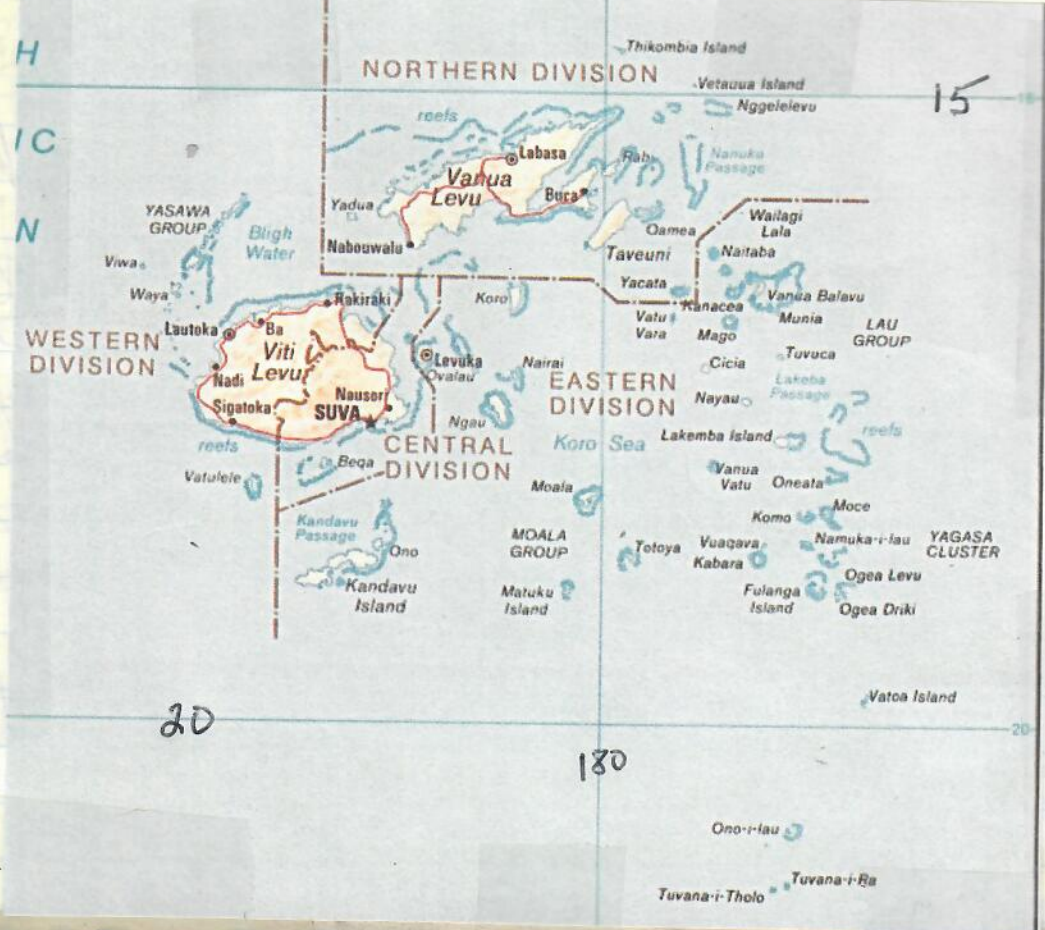 H
Thikombia Island
NORTHERN DIVISION
Vetauua Island
15
Nggelelevu
reefs
I C
Labasa
Rabi
Nanuku
Passage
Vanua
Levu
Buca
Yadua
YASAWA
GROUP
Wailagi
Lala
N
Bligh
Water
Qamea
Nabouwalu
Taveuni
Naitaba
Viwa
Waya
Yacata
Koro
Rakiraki
Kanacea
Vanua Balavu
Vatu
Vara
Munia
Lautoka
Ba
Mago
LAU
GROUP
WESTERN
DIVISION
Viti
Levu
Levuka
Ovalau
Nairai
Cicia
Tuvuca
Nadi
EASTERN
DIVISION
Lakeba
Passage
Nausori
Nayau
Sigatoka
SUVA
Ngau
reefs
CENTRAL
DIVISION
Koro Sea
Lakemba Island
reefs
Beqa
Vatulele
Vanua
Vatu
Oneata
Moala
Moce
Komo
Kandavu
Passage
MOALA
GROUP
Totoya
Vuaqava
Namuka-i-lau
YAGASA
CLUSTER
Ono
Kabara
Ogea Levu
Kandavu
Island
Matuku
Island
Fulanga
Island
Ogea Driki
Vatoa Island
20
20
180
Ono-i-lau
Tuvana-i-Ra
Tuvana-i-Tholo